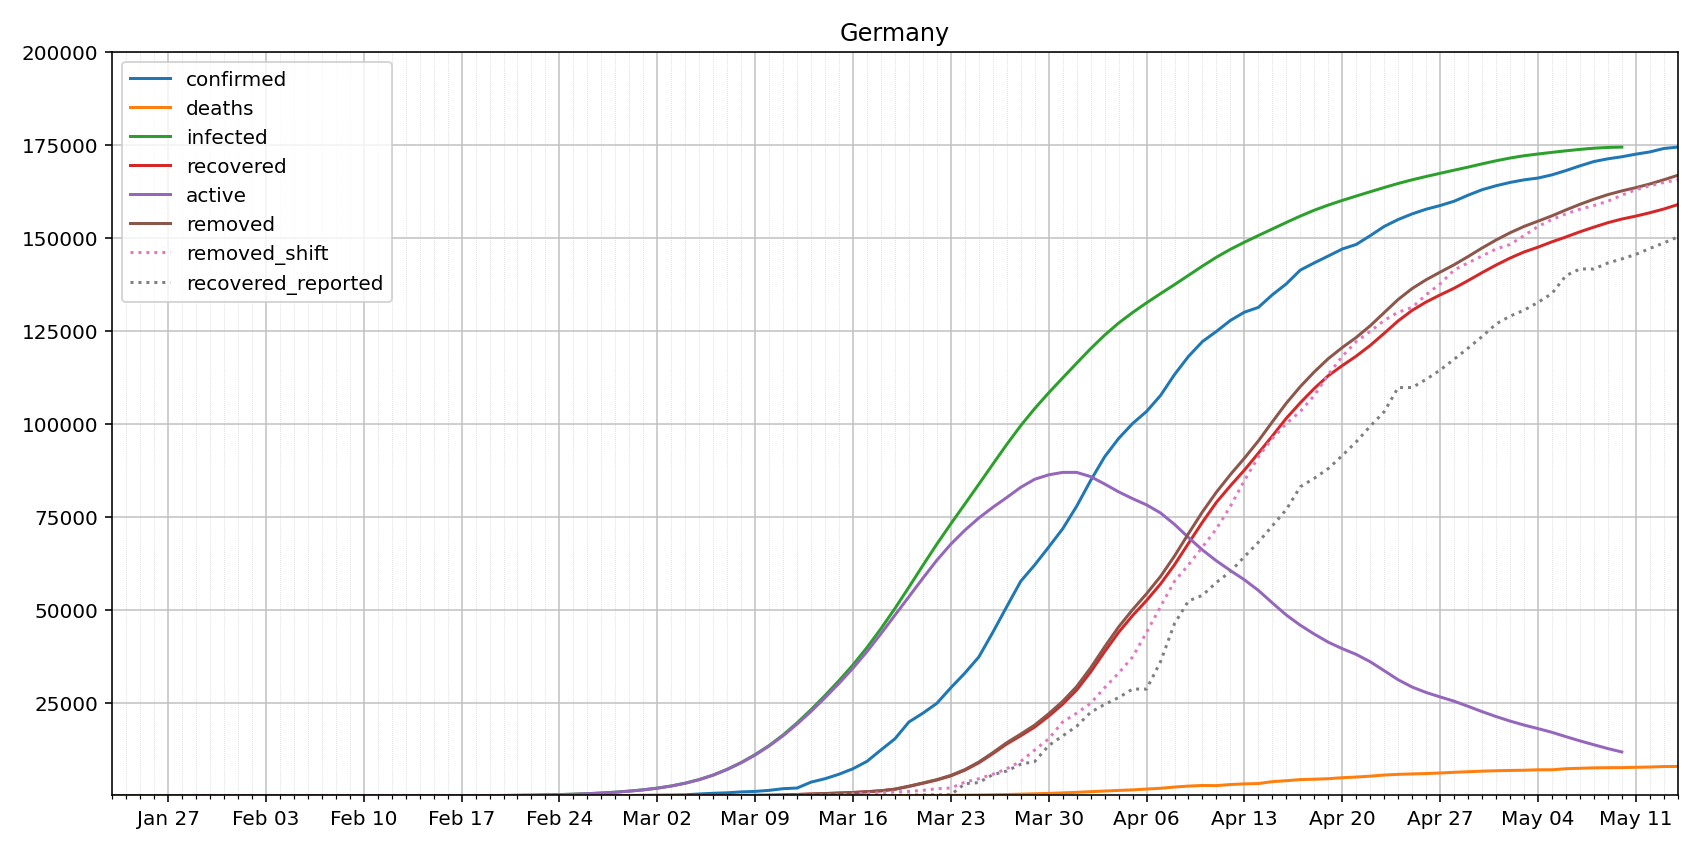 Germany
200000
175000
150000
125000
100000
75000
50000
25000
confirmed
deaths
infected
recovered
active
removed
removed_shift
recovered_reported
Jan 27 Feb 03 Feb 10 Feb 17 Feb 24 Mar 02 Mar 09 Mar 16 Mar 23 Mar 30 Apr 06 Apr 13 Apr 20 Apr 27 May 04 May 11